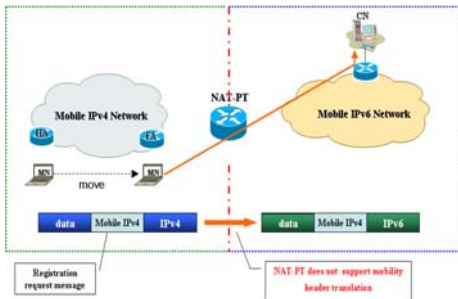 CN
NAT-PT
Mobile IPv4 Network
Mobile IPv6 Network
HA
FA
MN
MN
move
data
Mobile IPv4
IPv4
data
Mobile IPv4
IPv6
Registration
request message
NAT-PT does not support mobility
header translation